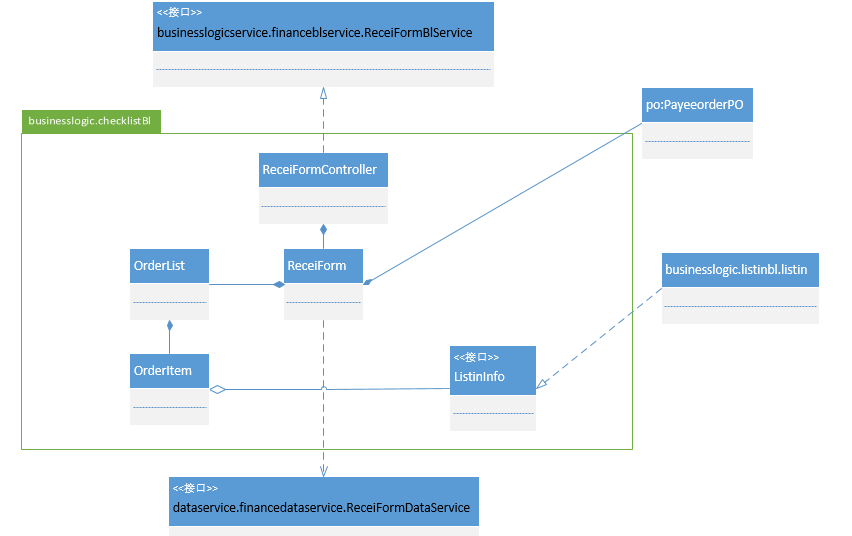 <<接口>>
businesslogicservice.financeblservice.ReceiFormBlService
po:PayeeorderPO
businesslogic.checklistBl
ReceiFormController
OrderList
ReceiForm
businesslogic.listinbl.listin
<<接口>>
ListinInfo
OrderItem
<<接口>>
dataservice.financedataservice.ReceiFormDataService